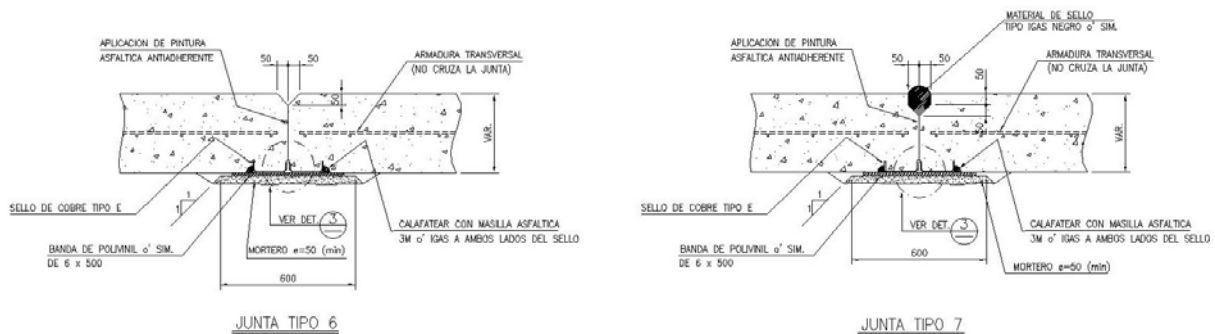 APLICACION DE PINTURA
ASFALTICA ANTIADHERENTE
50
50
50
ARMADURA TRANSVERSAL
(NO CRUZA LA JUNTA)
VAR.
1
1
SELLO DE COBRE TIPO E
VER DET. 3
CALAFATEAR CON MASILLA ASFALTICA
3M o' IGAS A AMBOS LADOS DEL SELLO
BANDA DE POLIVINIL o' SIM.
DE 6 x 500
MORTERO e=50 (min)
600
JUNTA TIPO 6
MATERIAL DE SELLO
TIPO IGAS NEGRO o' SIM.
APLICACION DE PINTURA
ASFALTICA ANTIADHERENTE
50
50
50
50
ARMADURA TRANSVERSAL
(NO CRUZA LA JUNTA)
VAR.
1
1
SELLO DE COBRE TIPO E
VER DET. 3
CALAFATEAR CON MASILLA ASFALTICA
3M o' IGAS A AMBOS LADOS DEL SELLO
BANDA DE POLIVINIL o' SIM.
DE 6 x 500
MORTERO e=50 (min)
600
JUNTA TIPO 7